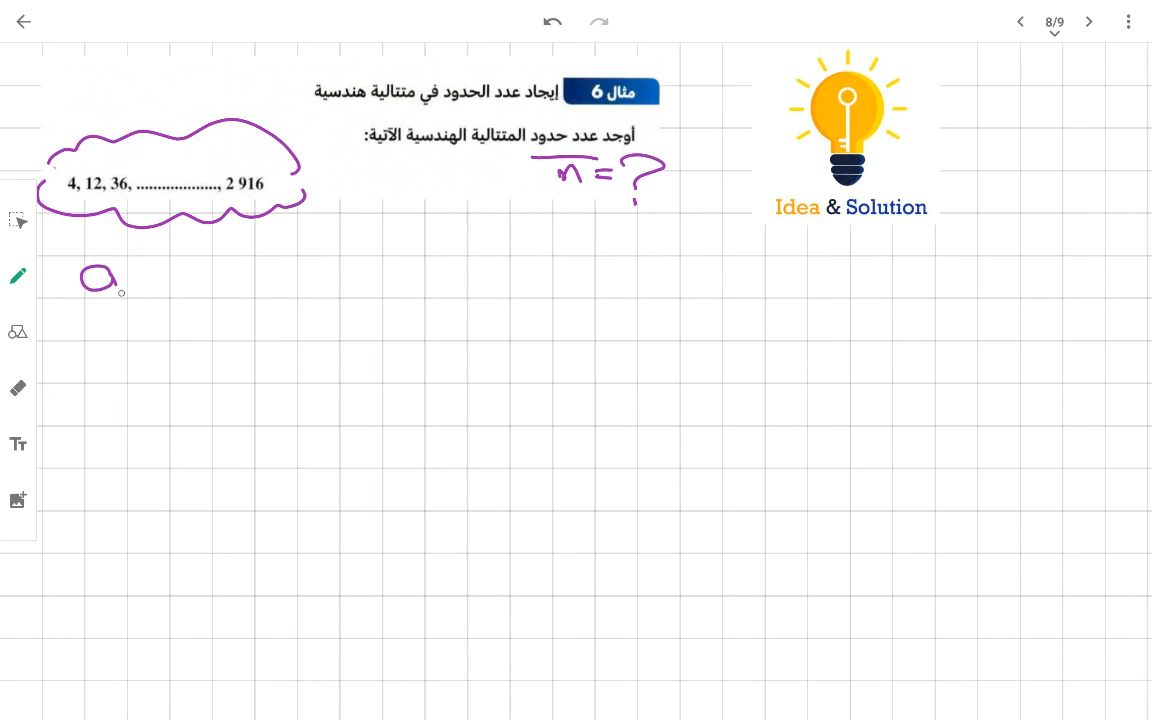 8/9
مثال 6 إيجاد عدد الحدود في متتالية هندسية
أوجد عدد حدود المتتالية الهندسية الآتية:
n = ?
4, 12, 36, ..................., 2 916
Idea & Solution
a
Tт